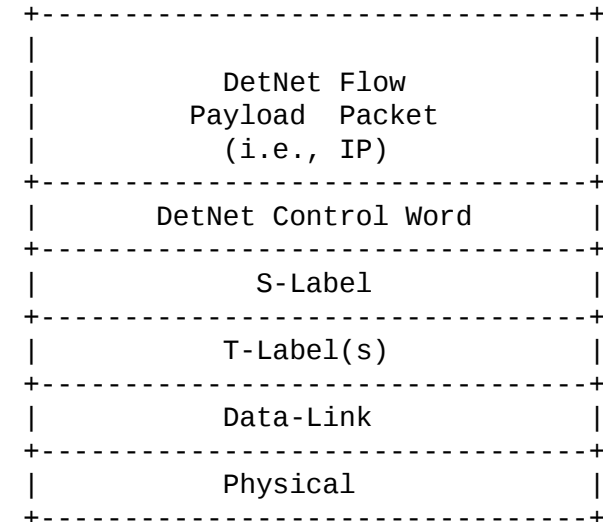 DetNet Flow
Payload Packet
(i.e., IP)
DetNet Control Word
S-Label
T-Label(s)
Data-Link
Physical